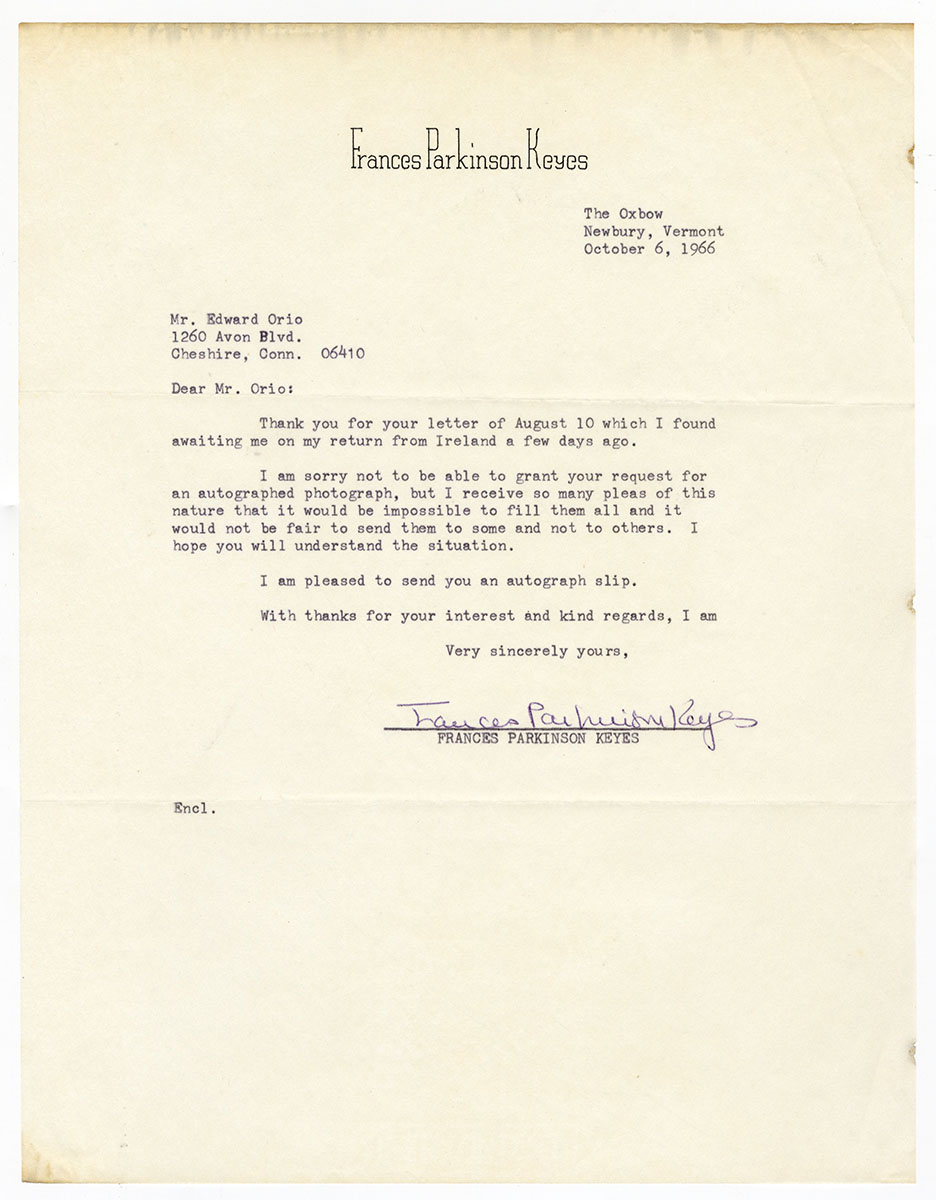 Frances Parkinson Keyes
The Oxbow
Newbury, Vermont
October 6, 1966
Mr. Edward Orio
1260 Avon Blvd.
Cheshire, Conn. 06410
Dear Mr. Orio:
Thank you for your letter of August 10 which I found
awaiting me on my return from Ireland a few days ago.
I am sorry not to be able to grant your request for
an autographed photograph, but I receive so many pleas of this
nature that it would be impossible to fill them all and it
would not be fair to send them to some and not to others. I
hope you will understand the situation.
I am pleased to send you an autograph slip.
With thanks for your interest and kind regards, I am
Very sincerely yours,
Frances Parkinson Keyes
FRANCES PARKINSON KEYES
Encl.